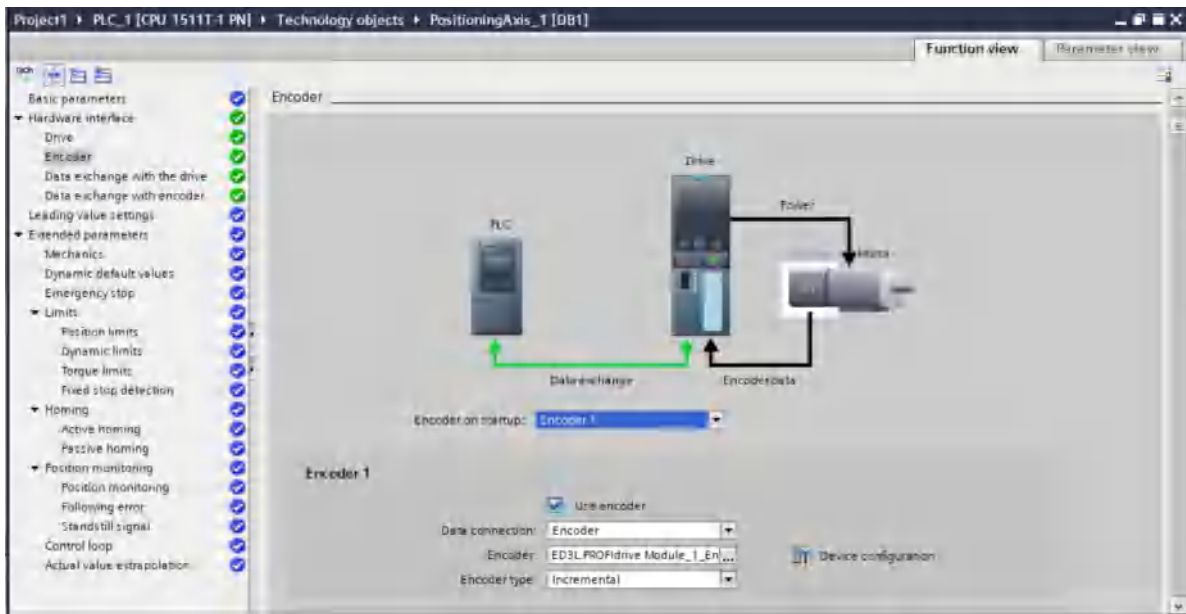 Project1 ▸ PLC_1 [CPU 1511T-1 PN] ▸ Technology objects ▸ PositioningAxis_1 [DB1]
Function view
Parameter view
Basic parameters
Hardware interface
Drive
Encoder
Data exchange with the drive
Data exchange with encoder
Leading value settings
Extended parameters
Mechanics
Dynamic default values
Emergency stop
Limits
Position limits
Dynamic limits
Torque limits
Fixed stop detection
Homing
Active homing
Passive homing
Position monitoring
Position monitoring
Following error
Standstill signal
Control loop
Actual value extrapolation
Encoder
Drive
Power
PLC
Motor
Data exchange
Encoder data
Encoder on startup: Encoder 1
Encoder 1
Use encoder
Data connection: Encoder
Encoder: ED3L.PROFIdrive Module_1_En ...
Device configuration
Encoder type: Incremental